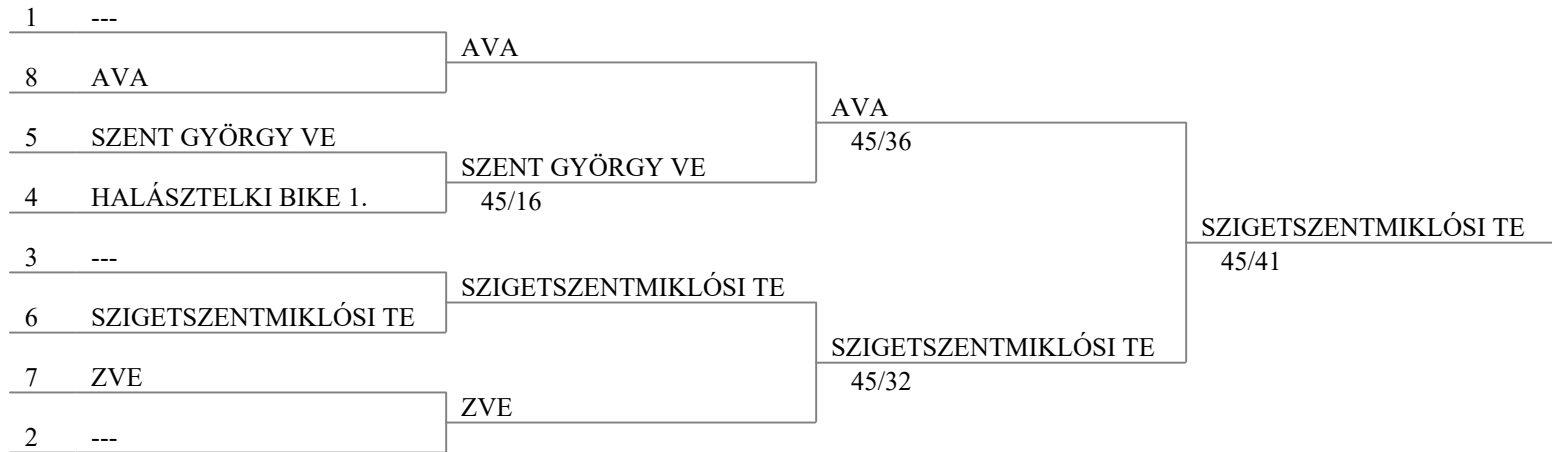 1 ---
AVA
8 AVA
AVA
45/36
5 SZENT GYÖRGY VE
SZENT GYÖRGY VE
45/16
4 HALÁSZTELKI BIKE 1.
SZIGETSZENTMIKLÓSI TE
45/41
3 ---
SZIGETSZENTMIKLÓSI TE
6 SZIGETSZENTMIKLÓSI TE
SZIGETSZENTMIKLÓSI TE
45/32
7 ZVE
ZVE
2 ---